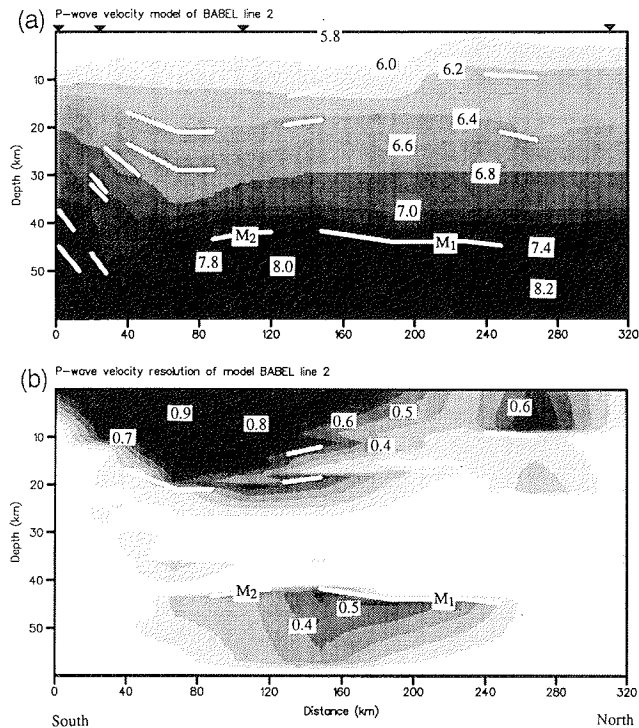 (a) P-wave velocity model of BABEL line 2
5.8
6.0
6.2
6.4
6.6
6.8
7.0
M2 M1
7.8 8.0 7.4
8.2
10
20
30
40
50
Depth (km)
0 40 80 120 160 200 240 280 320
(b) P-wave velocity resolution of model BABEL line 2
0.9 0.8 0.6 0.5 0.6
0.7 0.4
M2 M1
0.5
0.4
10
20
30
40
50
Depth (km)
0 40 80 120 160 200 240 280 320
South Distance (km) North